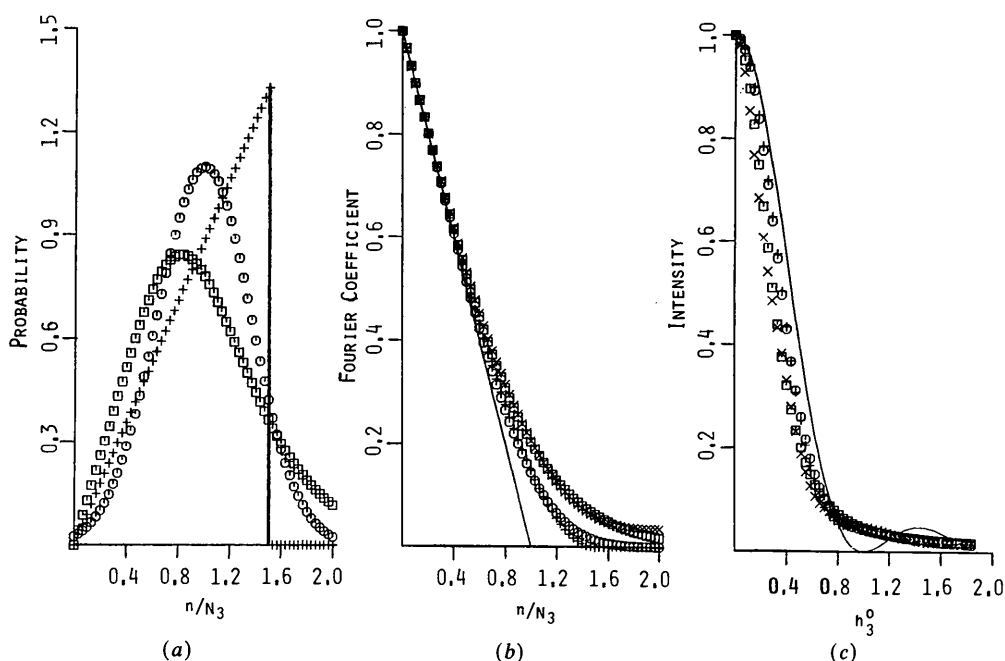 1.5
1.2
0.9
0.6
0.3
PROBABILITY
0.4 0.8 1.2 1.6 2.0
n/N3
(a)
1.0
0.8
0.6
0.4
0.2
FOURIER COEFFICIENT
0.4 0.8 1.2 1.6 2.0
n/N3
(b)
1.0
0.8
0.6
0.4
0.2
INTENSITY
0.4 0.8 1.2 1.6 2.0
h3°
(c)